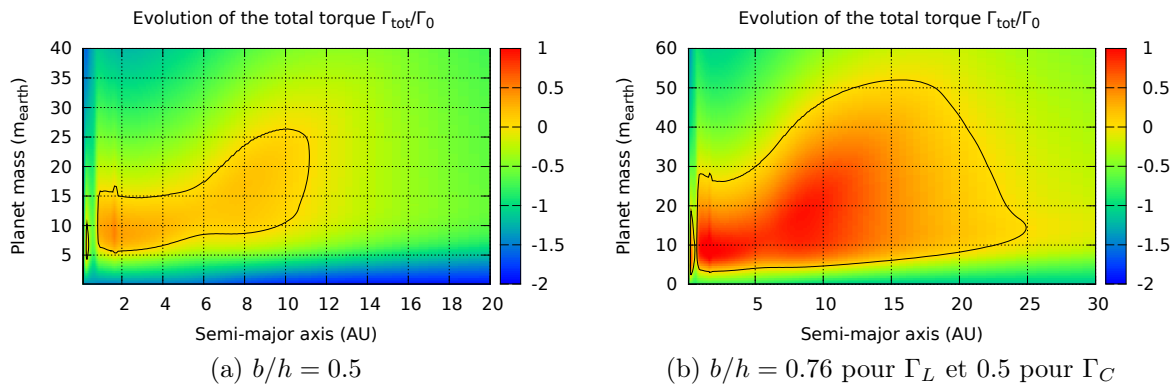 Evolution of the total torque Γtot/Γ0
Planet mass (mearth)
40
35
30
25
20
15
10
5
2 4 6 8 10 12 14 16 18 20
Semi-major axis (AU)
1
0.5
0
-0.5
-1
-1.5
-2
(a) b/h = 0.5
Evolution of the total torque Γtot/Γ0
Planet mass (mearth)
60
50
40
30
20
10
0
5 10 15 20 25 30
Semi-major axis (AU)
1
0.5
0
-0.5
-1
-1.5
-2
(b) b/h = 0.76 pour ΓL et 0.5 pour ΓC